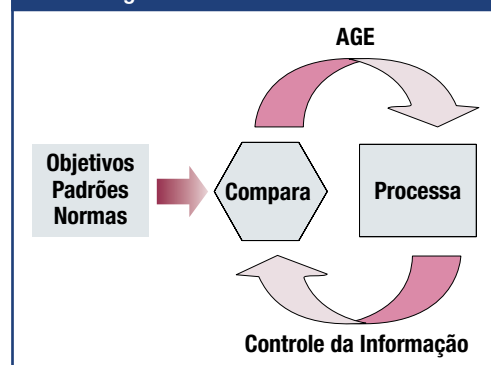 AGE
Objetivos
Padrões
Normas
Compara
Processa
Controle da Informação